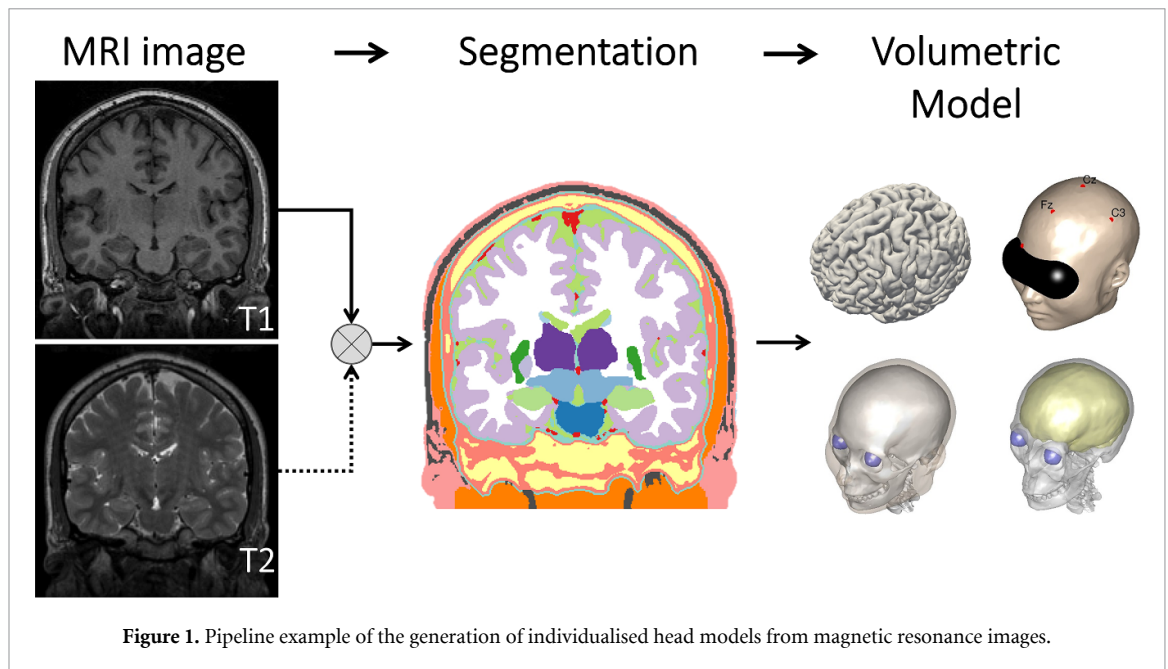 MRI image → Segmentation → Volumetric
Model
T1
T2
Cz
Fz
C3
Figure 1. Pipeline example of the generation of individualised head models from magnetic resonance images.